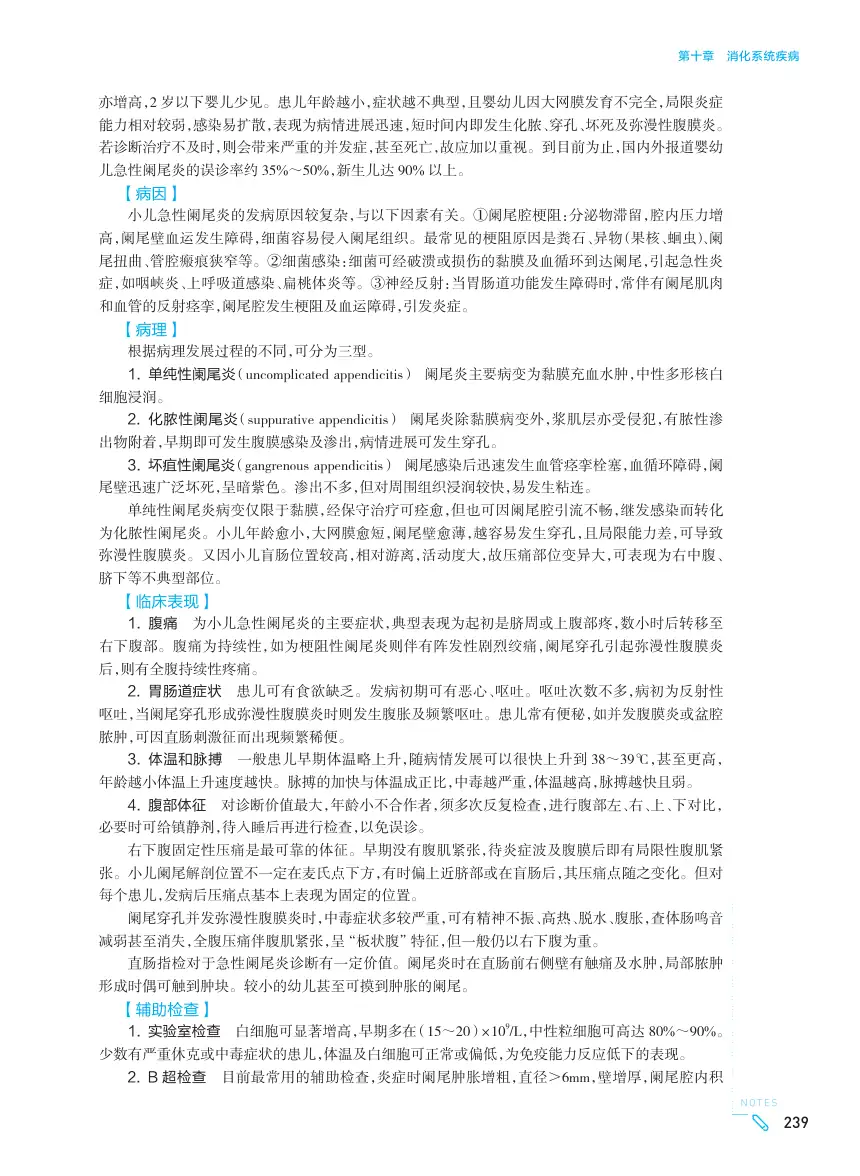 第十章 消化系统疾病
亦增高,2 岁以下婴儿少见。患儿年龄越小,症状越不典型,且婴幼儿因大网膜发育不完全,局限炎症
能力相对较弱,感染易扩散,表现为病情进展迅速,短时间内即发生化脓、穿孔、坏死及弥漫性腹膜炎。
若诊断治疗不及时,则会带来严重的并发症,甚至死亡,故应加以重视。到目前为止,国内外报道婴幼
儿急性阑尾炎的误诊率约 35%～50%,新生儿达 90% 以上。
【病因】
小儿急性阑尾炎的发病原因较复杂,与以下因素有关。①阑尾腔梗阻:分泌物滞留,腔内压力增
高,阑尾壁血运发生障碍,细菌容易侵入阑尾组织。最常见的梗阻原因是粪石、异物(果核、蛔虫)、阑
尾扭曲、管腔瘢痕狭窄等。②细菌感染:细菌可经破溃或损伤的黏膜及血循环到达阑尾,引起急性炎
症,如咽峡炎、上呼吸道感染、扁桃体炎等。③神经反射:当胃肠道功能发生障碍时,常伴有阑尾肌肉
和血管的反射痉挛,阑尾腔发生梗阻及血运障碍,引发炎症。
【病理】
根据病理发展过程的不同,可分为三型。
1. 单纯性阑尾炎(uncomplicated appendicitis) 阑尾炎主要病变为黏膜充血水肿,中性多形核白
细胞浸润。
2. 化脓性阑尾炎(suppurative appendicitis) 阑尾炎除黏膜病变外,浆肌层亦受侵犯,有脓性渗
出物附着,早期即可发生腹膜感染及渗出,病情进展可发生穿孔。
3. 坏疽性阑尾炎(gangrenous appendicitis) 阑尾感染后迅速发生血管痉挛栓塞,血循环障碍,阑
尾壁迅速广泛坏死,呈暗紫色。渗出不多,但对周围组织浸润较快,易发生粘连。
单纯性阑尾炎病变仅限于黏膜,经保守治疗可痊愈,但也可因阑尾腔引流不畅,继发感染而转化
为化脓性阑尾炎。小儿年龄愈小,大网膜愈短,阑尾壁愈薄,越容易发生穿孔,且局限能力差,可导致
弥漫性腹膜炎。又因小儿盲肠位置较高,相对游离,活动度大,故压痛部位变异大,可表现为右中腹、
脐下等不典型部位。
【临床表现】
1. 腹痛 为小儿急性阑尾炎的主要症状,典型表现为起初是脐周或上腹部疼,数小时后转移至
右下腹部。腹痛为持续性,如为梗阻性阑尾炎则伴有阵发性剧烈绞痛,阑尾穿孔引起弥漫性腹膜炎
后,则有全腹持续性疼痛。
2. 胃肠道症状 患儿可有食欲缺乏。发病初期可有恶心、呕吐。呕吐次数不多,病初为反射性
呕吐,当阑尾穿孔形成弥漫性腹膜炎时则发生腹胀及频繁呕吐。患儿常有便秘,如并发腹膜炎或盆腔
脓肿,可因直肠刺激征而出现频繁稀便。
3. 体温和脉搏 一般患儿早期体温略上升,随病情发展可以很快上升到 38～39℃,甚至更高,
年龄越小体温上升速度越快。脉搏的加快与体温成正比,中毒越严重,体温越高,脉搏越快且弱。
4. 腹部体征 对诊断价值最大,年龄小不合作者,须多次反复检查,进行腹部左、右、上、下对比,
必要时可给镇静剂,待入睡后再进行检查,以免误诊。
右下腹固定性压痛是最可靠的体征。早期没有腹肌紧张,待炎症波及腹膜后即有局限性腹肌紧
张。小儿阑尾解剖位置不一定在麦氏点下方,有时偏上近脐部或在盲肠后,其压痛点随之变化。但对
每个患儿,发病后压痛点基本上表现为固定的位置。
阑尾穿孔并发弥漫性腹膜炎时,中毒症状多较严重,可有精神不振、高热、脱水、腹胀,查体肠鸣音
减弱甚至消失,全腹压痛伴腹肌紧张,呈“板状腹”特征,但一般仍以右下腹为重。
直肠指检对于急性阑尾炎诊断有一定价值。阑尾炎时在直肠前右侧壁有触痛及水肿,局部脓肿
形成时偶可触到肿块。较小的幼儿甚至可摸到肿胀的阑尾。
【辅助检查】
1. 实验室检查 白细胞可显著增高,早期多在(15～20)×10⁹/L,中性粒细胞可高达 80%～90%。
少数有严重休克或中毒症状的患儿,体温及白细胞可正常或偏低,为免疫能力反应低下的表现。
2. B 超检查 目前最常用的辅助检查,炎症时阑尾肿胀增粗,直径＞6mm,壁增厚,阑尾腔内积
NOTES
239